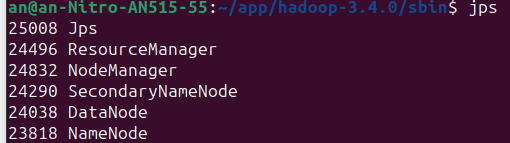 an@an-Nitro-AN515-55:~/app/hadoop-3.4.0/sbin$ jps
25008 Jps
24496 ResourceManager
24832 NodeManager
24290 SecondaryNameNode
24038 DataNode
23818 NameNode